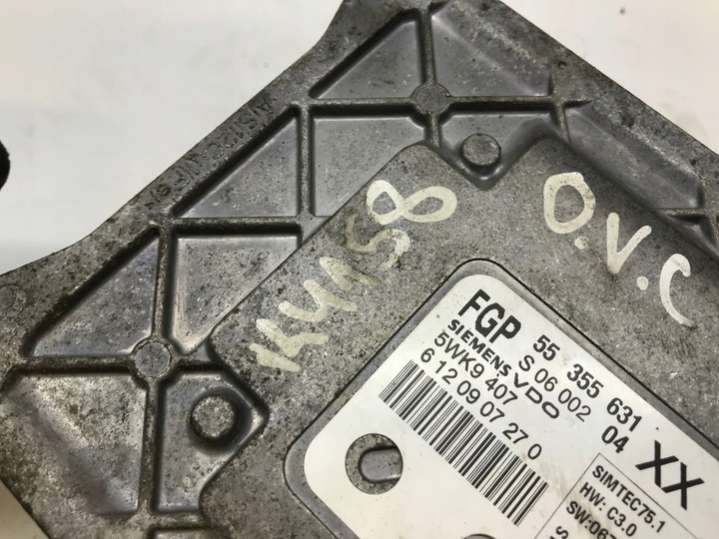 KY158
O.V.C
FGP 55 355 631 XX
S 06 002 04
SIEMENS VDO
5WK9 407
6 12 09 07 27 0
SIMTEC75.1
HW: C3.0